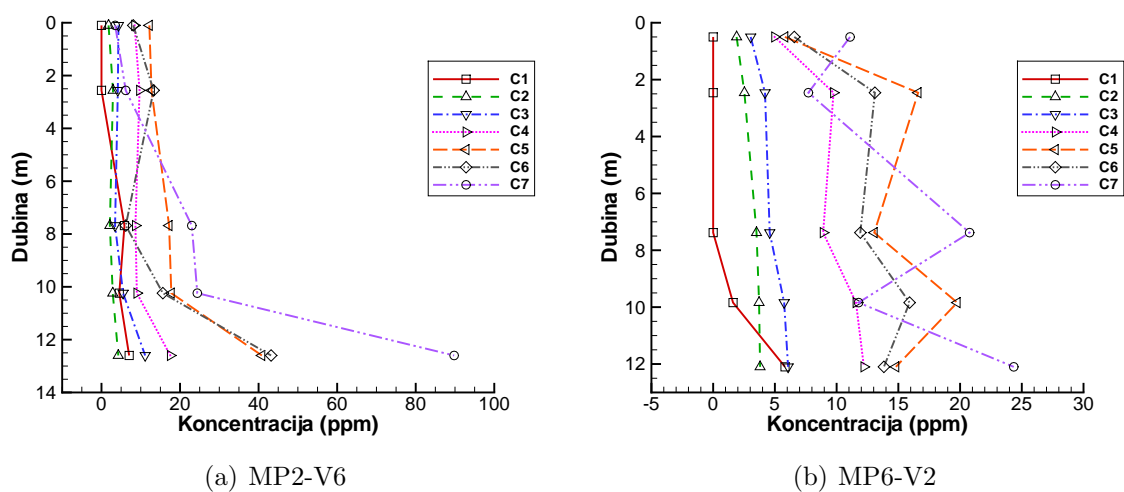 0
2
4
6
8
10
12
14
Dubina (m)
0
20
40
60
80
100
Koncentracija (ppm)
C1
C2
C3
C4
C5
C6
C7
(a) MP2-V6
0
2
4
6
8
10
12
Dubina (m)
-5
0
5
10
15
20
25
30
Koncentracija (ppm)
C1
C2
C3
C4
C5
C6
C7
(b) MP6-V2